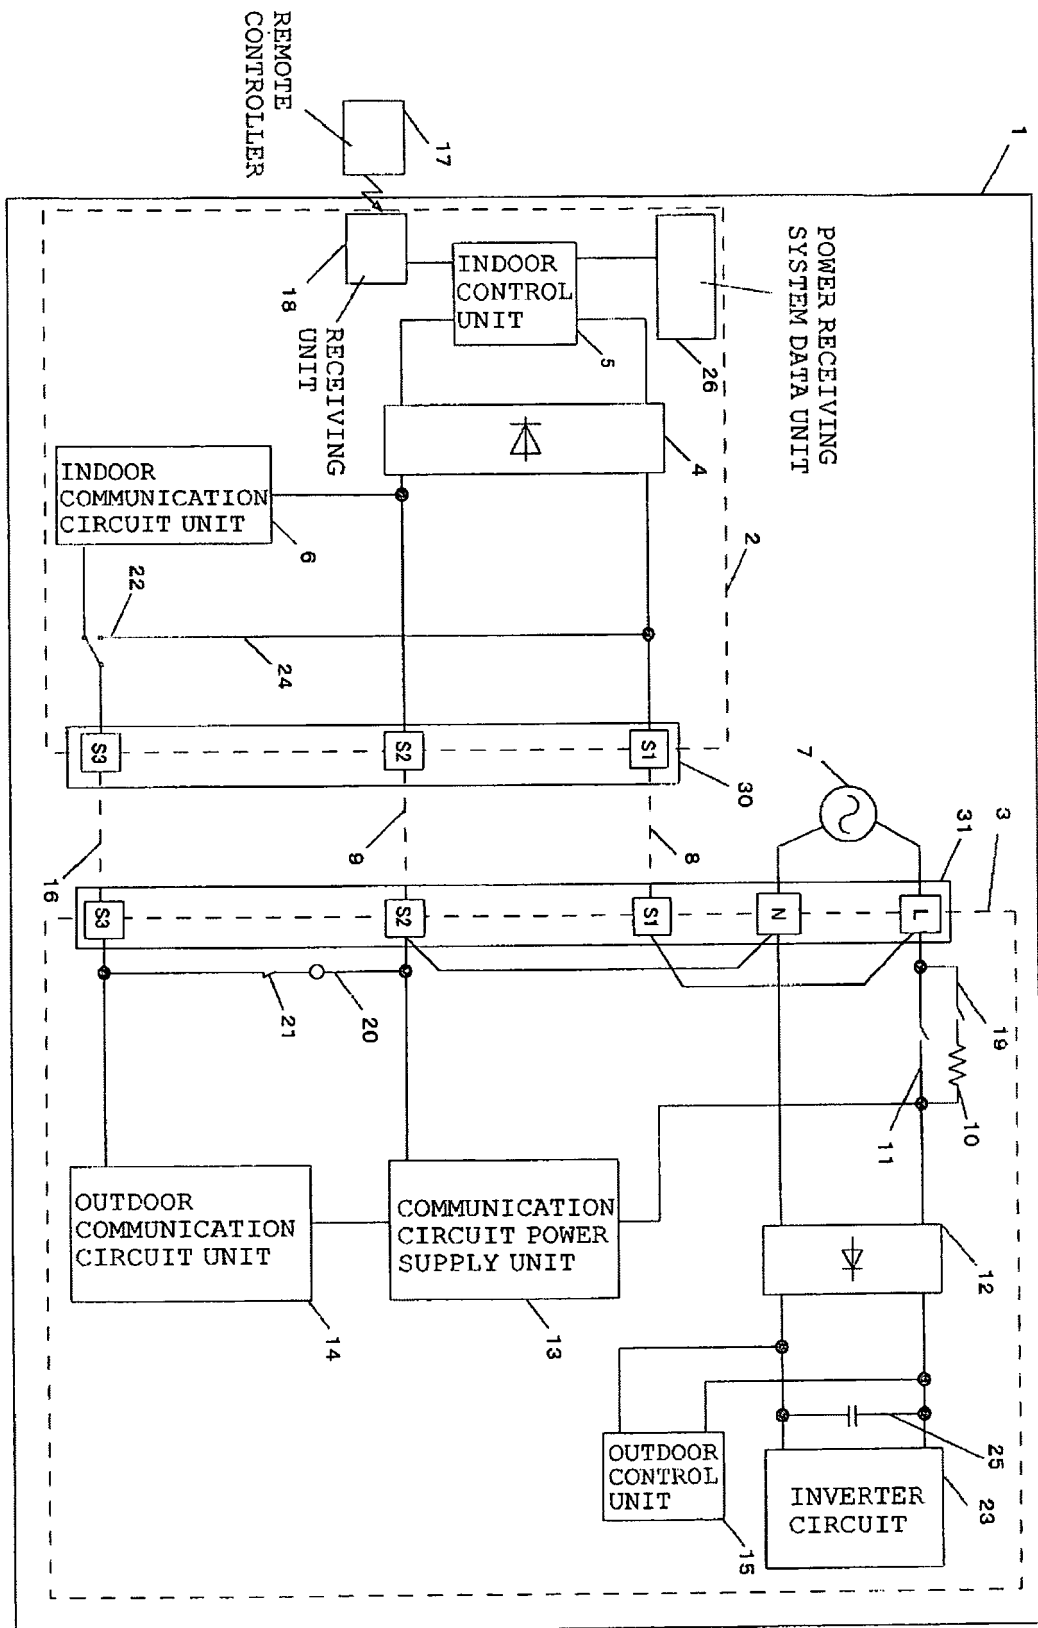 1
REMOTE
CONTROLLER
17
POWER RECEIVING
SYSTEM DATA UNIT
26
18
RECEIVING
UNIT
INDOOR
CONTROL
UNIT
5
4
INDOOR
COMMUNICATION
CIRCUIT UNIT
6
2
22
24
S3
S2
S1
30
7
16
9
8
31
3
S3
S2
S1
N
L
21
20
19
11
10
OUTDOOR
COMMUNICATION
CIRCUIT UNIT
14
COMMUNICATION
CIRCUIT POWER
SUPPLY UNIT
13
12
OUTDOOR
CONTROL
UNIT
15
25
INVERTER
CIRCUIT
23